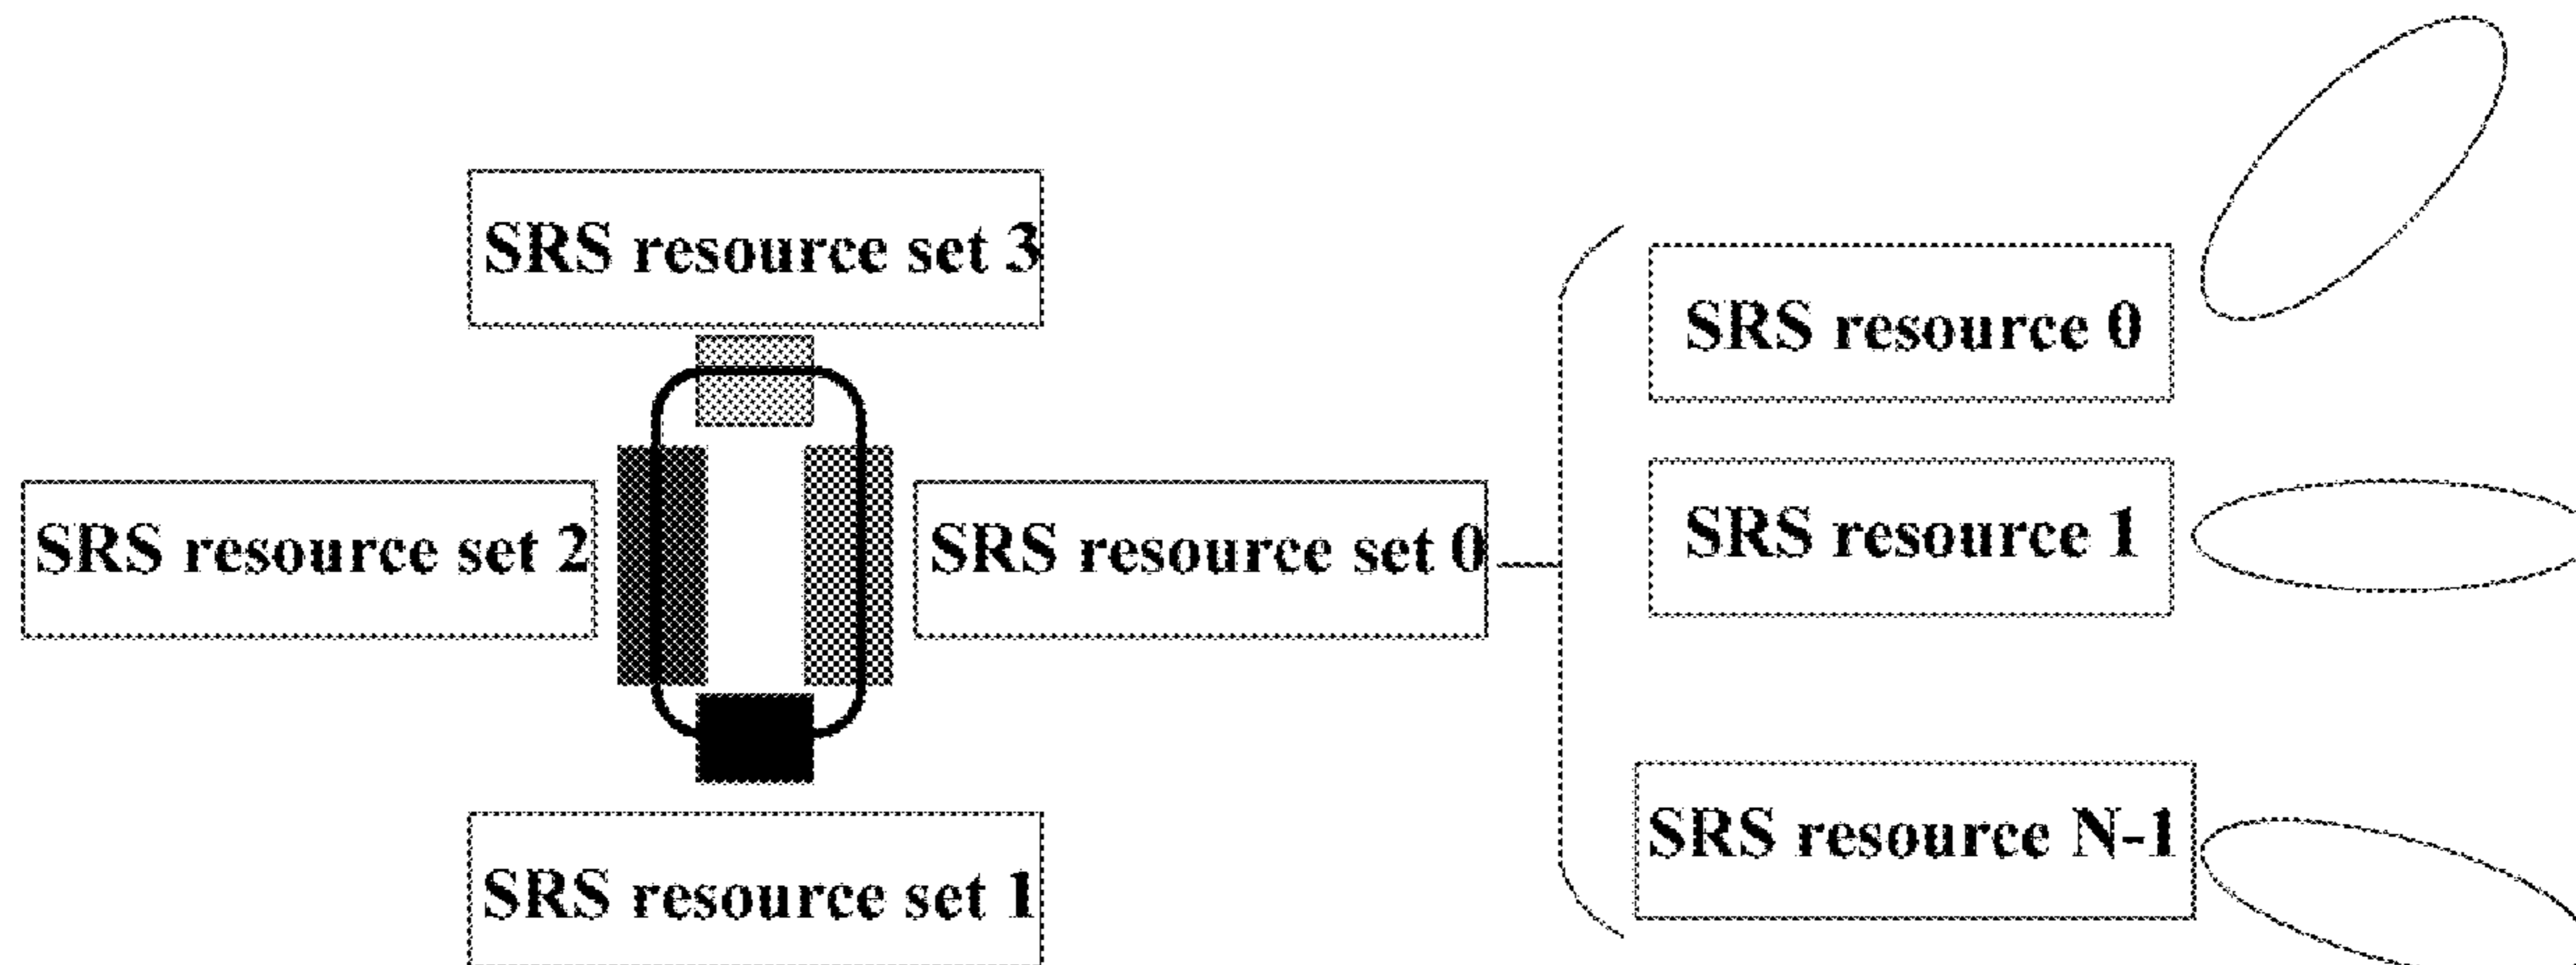 SRS resource set 3
SRS resource set 2
SRS resource set 0
SRS resource set 1
SRS resource 0
SRS resource 1
SRS resource N-1